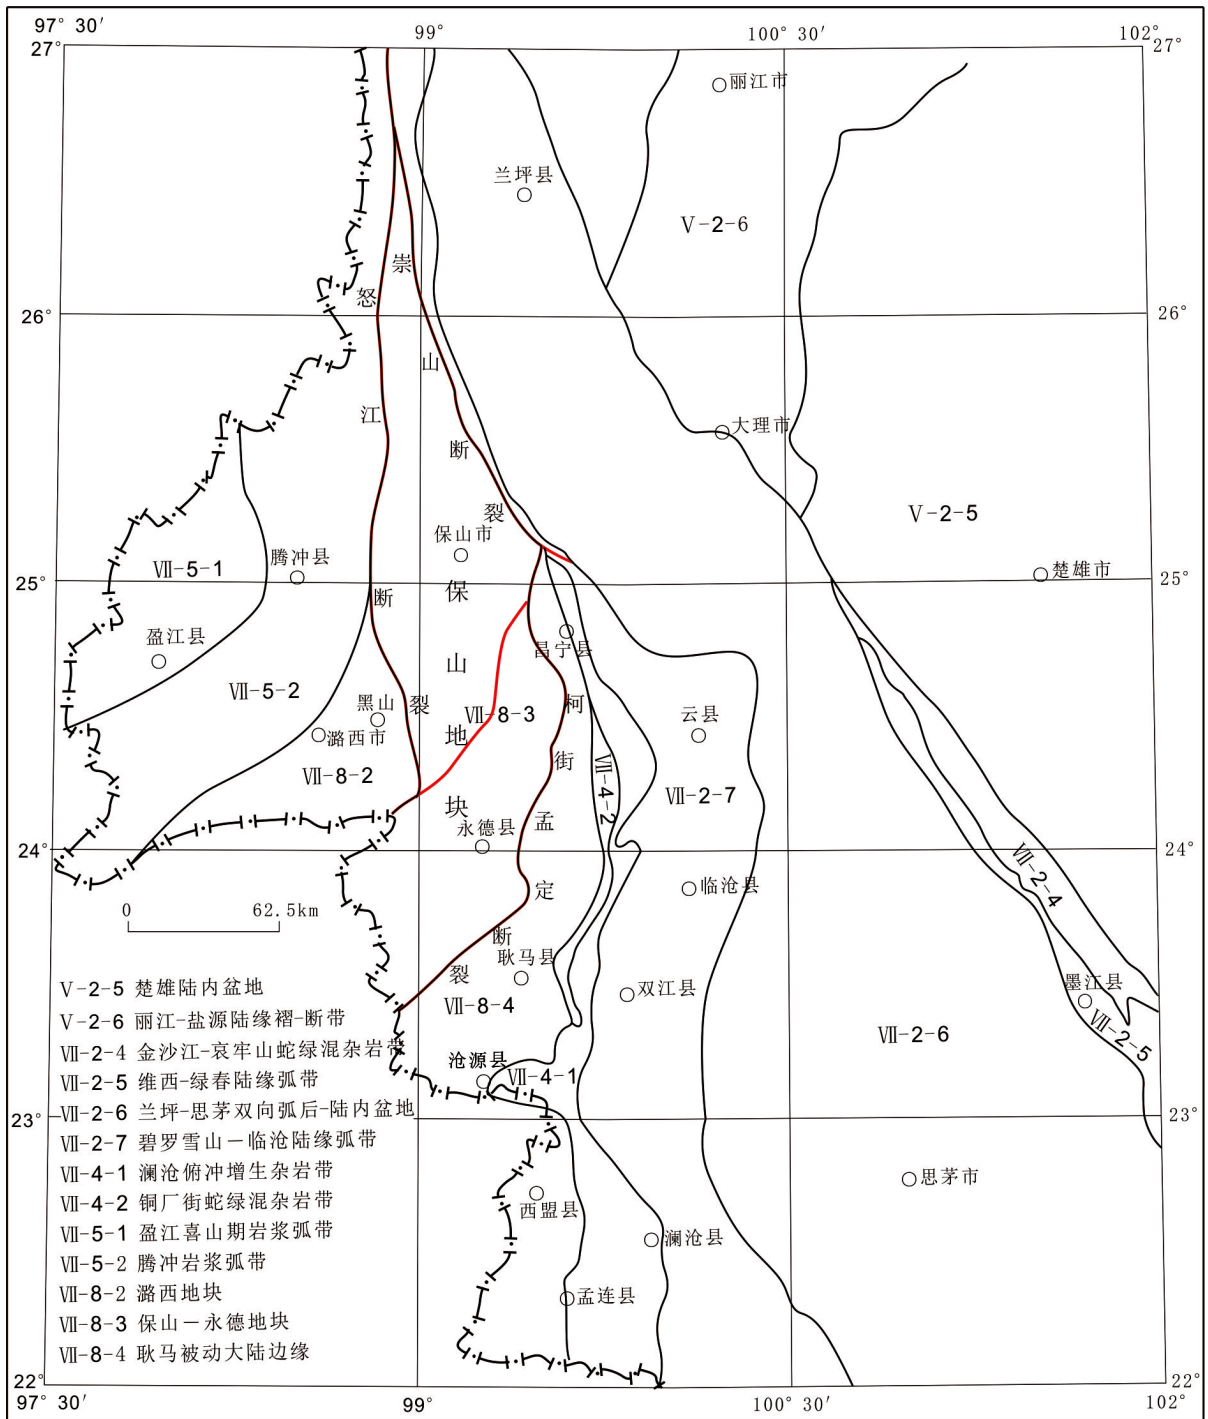 97° 30′
99°
100° 30′
102°
27°
27°
丽江市
兰坪县
Ⅴ-2-6
崇
怒
26°
26°
山
江
大理市
断
裂
Ⅴ-2-5
保山市
腾冲县
Ⅶ-5-1
楚雄市
25°
25°
保
断
盈江县
昌宁县
山
Ⅶ-5-2
黑山
裂
Ⅶ-8-3
柯
云县
潞西市
地
街
Ⅶ-8-2
Ⅶ-4-2
Ⅶ-2-7
块
孟
永德县
24°
24°
Ⅶ-2-4
定
临沧县
0
62.5km
断
耿马县
裂
墨江县
双江县
Ⅶ-8-4
Ⅶ-2-6
Ⅶ-2-5
沧源县
Ⅶ-4-1
23°
23°
思茅市
西盟县
澜沧县
孟连县
Ⅴ-2-5 楚雄陆内盆地
Ⅴ-2-6 丽江-盐源陆缘褶-断带
Ⅶ-2-4 金沙江-哀牢山蛇绿混杂岩带
Ⅶ-2-5 维西-绿春陆缘弧带
Ⅶ-2-6 兰坪-思茅双向弧后-陆内盆地
Ⅶ-2-7 碧罗雪山－临沧陆缘弧带
Ⅶ-4-1 澜沧俯冲增生杂岩带
Ⅶ-4-2 铜厂街蛇绿混杂岩带
Ⅶ-5-1 盈江喜山期岩浆弧带
Ⅶ-5-2 腾冲岩浆弧带
Ⅶ-8-2 潞西地块
Ⅶ-8-3 保山－永德地块
Ⅶ-8-4 耿马被动大陆边缘
22°
22°
97° 30′
99°
100° 30′
102°